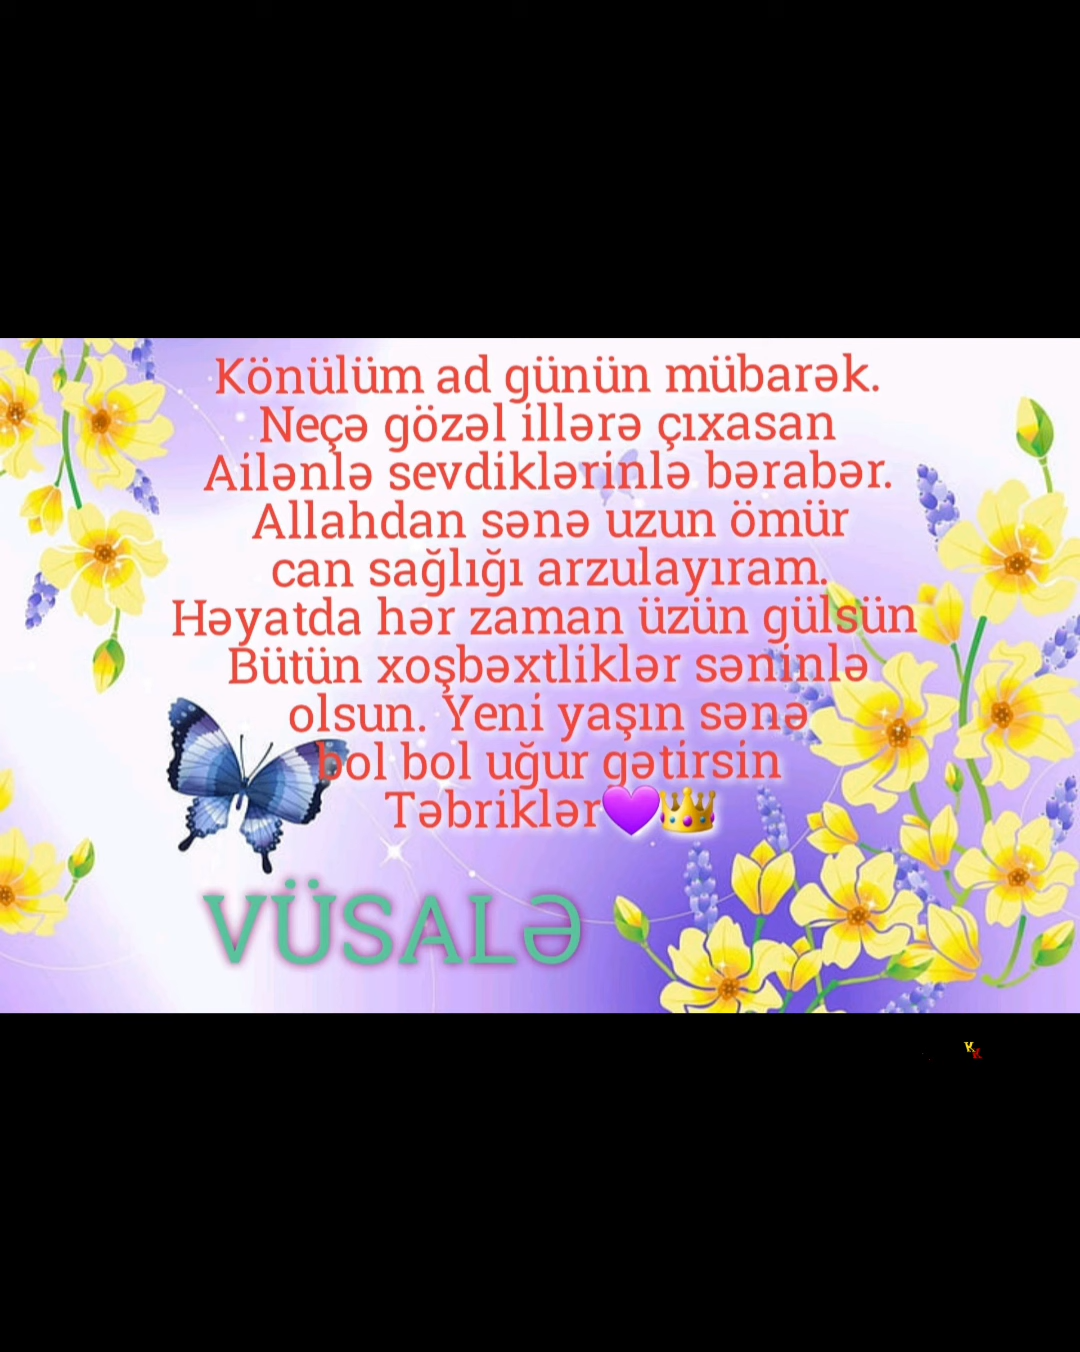 Könülüm ad günün mübarək.
Neçə gözəl illərə çıxasan
Ailənlə sevdiklərinlə bərabər.
Allahdan sənə uzun ömür
can sağlığı arzulayıram.
Həyatda hər zaman üzün gülsün
Bütün xoşbəxtliklər səninlə
olsun. Yeni yaşın sənə
bol bol uğur gətirsin
Təbriklər💜👑
VÜSALƏ
KK